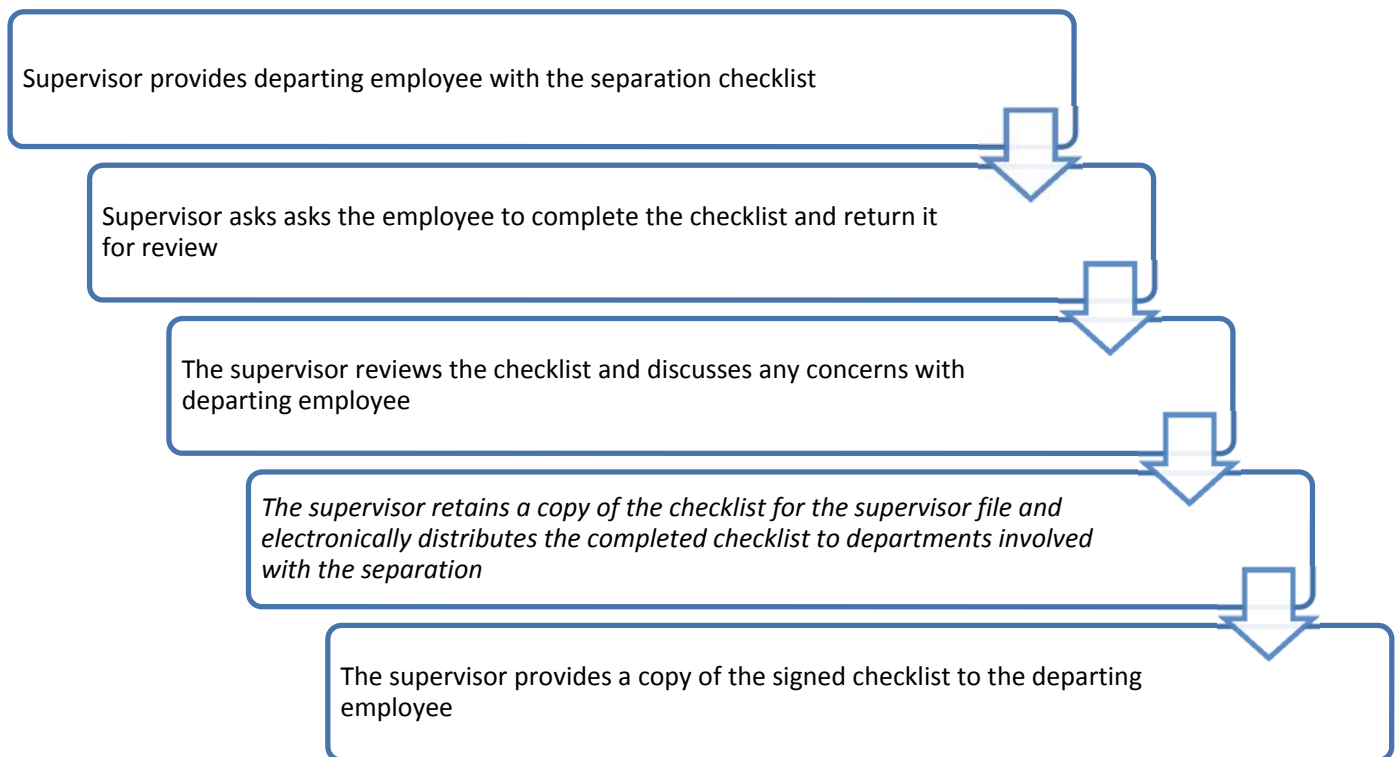 Supervisor provides departing employee with the separation checklist
Supervisor asks asks the employee to complete the checklist and return it
for review
The supervisor reviews the checklist and discusses any concerns with
departing employee
The supervisor retains a copy of the checklist for the supervisor file and
electronically distributes the completed checklist to departments involved
with the separation
The supervisor provides a copy of the signed checklist to the departing
employee